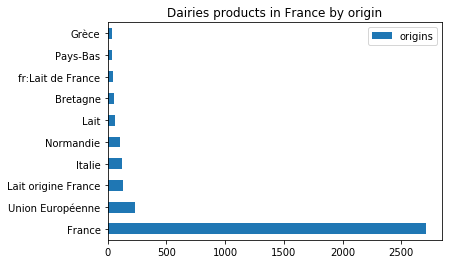 Dairies products in France by origin
origins
Grèce
Pays-Bas
fr:Lait de France
Bretagne
Lait
Normandie
Italie
Lait origine France
Union Européenne
France
0 500 1000 1500 2000 2500